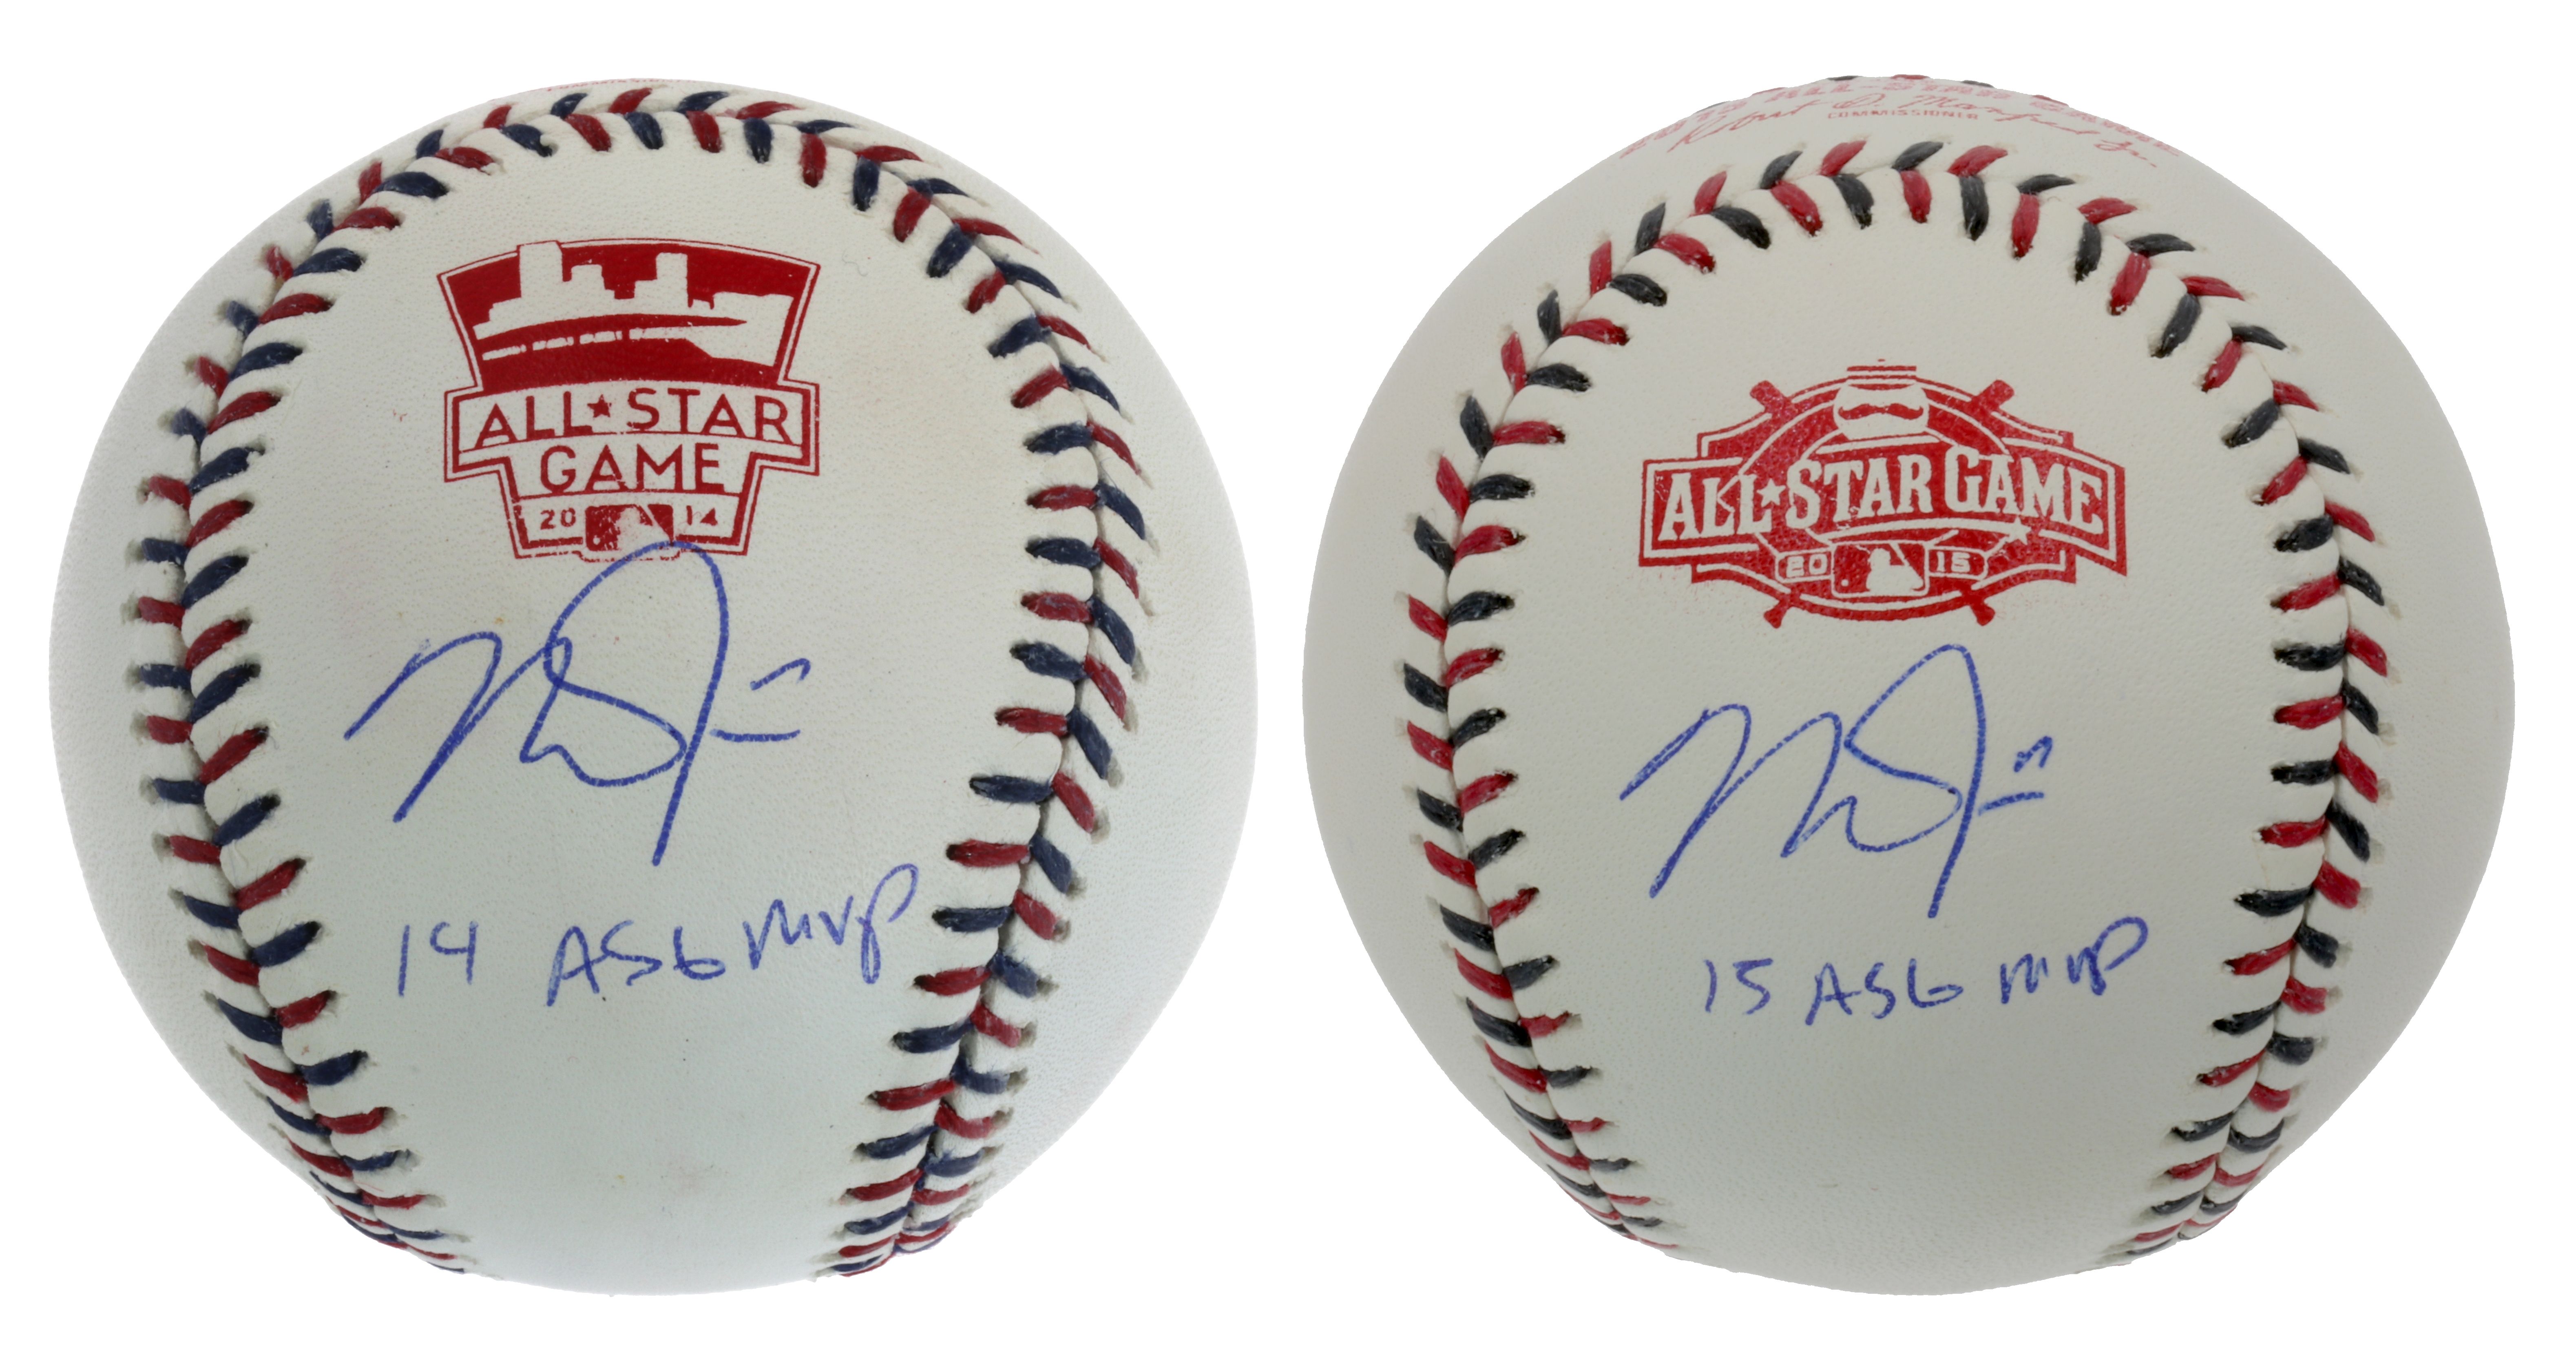 ALL★STAR
GAME
20 14
14 ASG MVP
COMMISSIONER
ALL★STAR GAME
20 15
15 ASG MVP